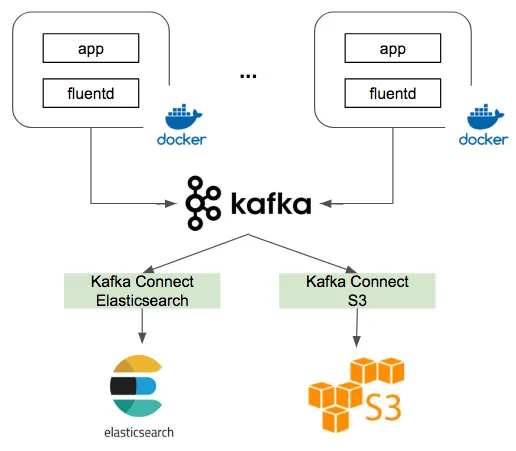 app
fluentd
docker
...
app
fluentd
docker
kafka
Kafka Connect
Elasticsearch
Kafka Connect
S3
elasticsearch
S3